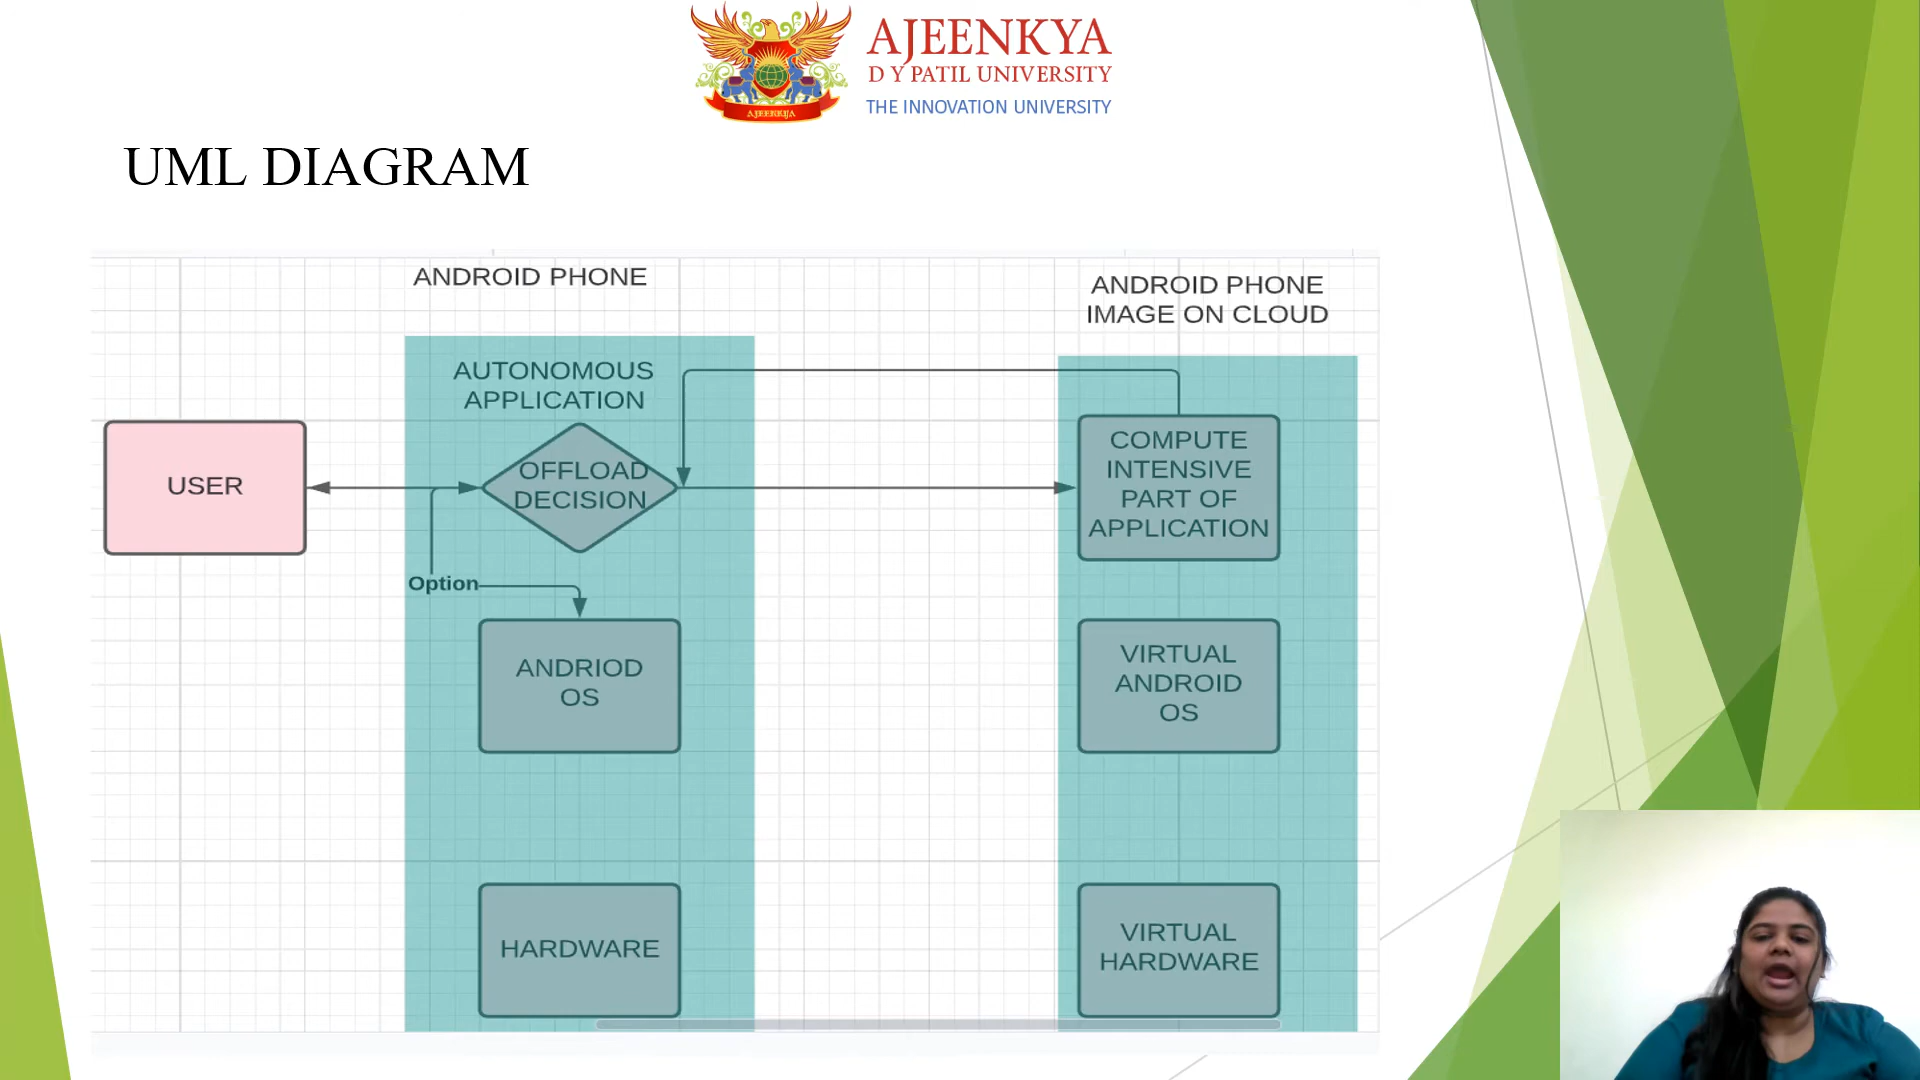 AJEENKYA
D Y PATIL UNIVERSITY
THE INNOVATION UNIVERSITY
AJEENKYA
UML DIAGRAM
ANDROID PHONE
ANDROID PHONE
IMAGE ON CLOUD
AUTONOMOUS
APPLICATION
USER
OFFLOAD
DECISION
COMPUTE
INTENSIVE
PART OF
APPLICATION
Option
ANDRIOD
OS
VIRTUAL
ANDROID
OS
HARDWARE
VIRTUAL
HARDWARE